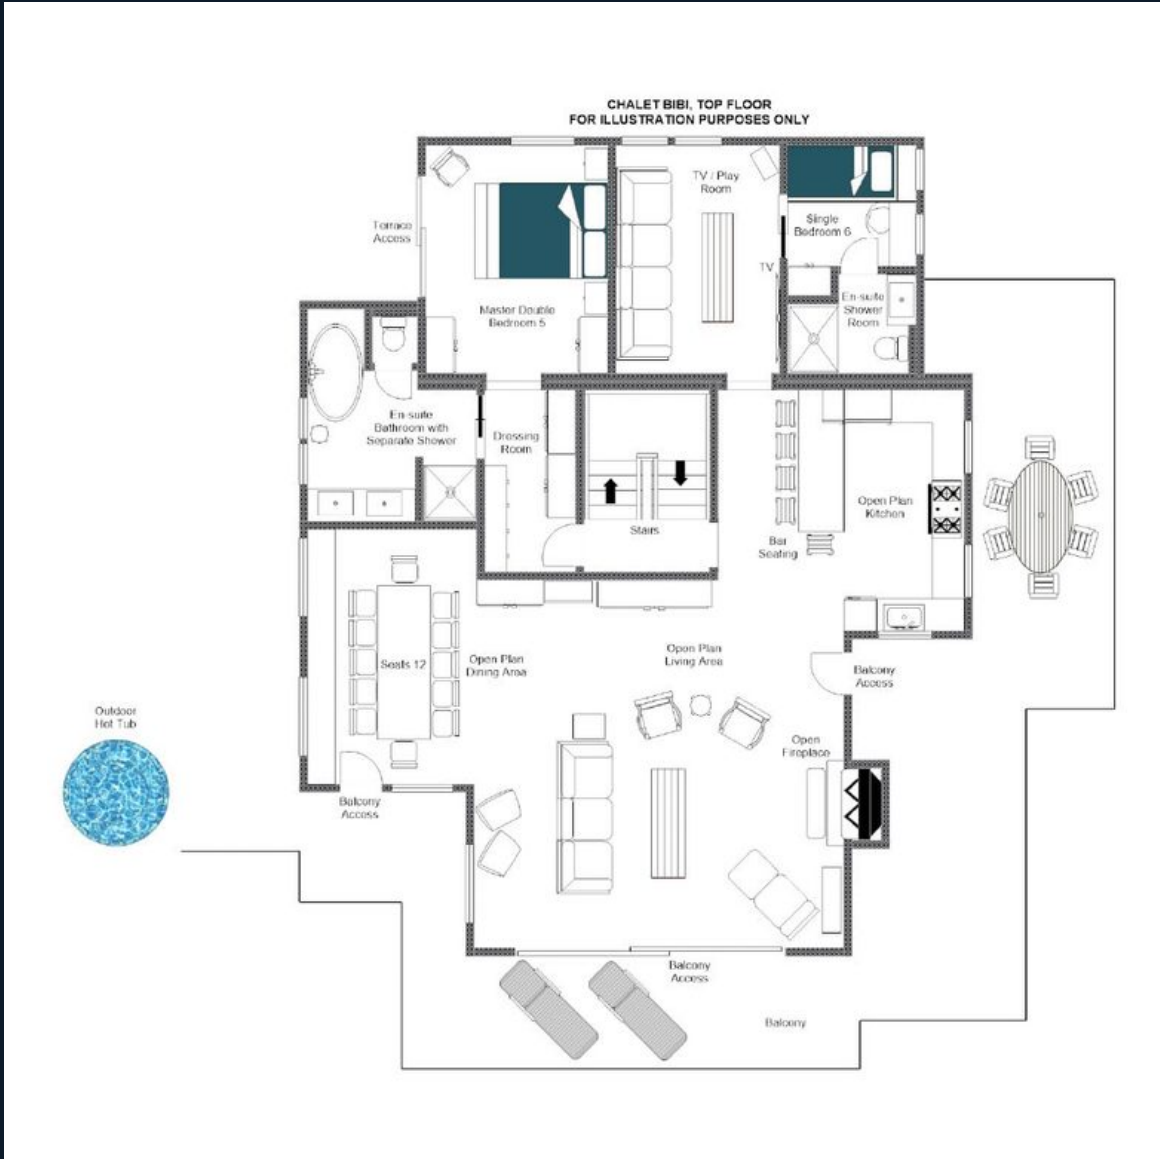 CHALET BIBI, TOP FLOOR
FOR ILLUSTRATION PURPOSES ONLY
TV / Play
Room
Terrace
Access
Single
Bedroom 6
TV
Master Double
Bedroom 5
En-suite
Shower
Room
En-suite
Bathroom with
Separate Shower
Dressing
Room
Open Plan
Kitchen
Stairs
Bar
Seating
Seats 12
Open Plan
Dining Area
Open Plan
Living Area
Balcony
Access
Outdoor
Hot Tub
Open
Fireplace
Balcony
Access
Balcony
Access
Balcony